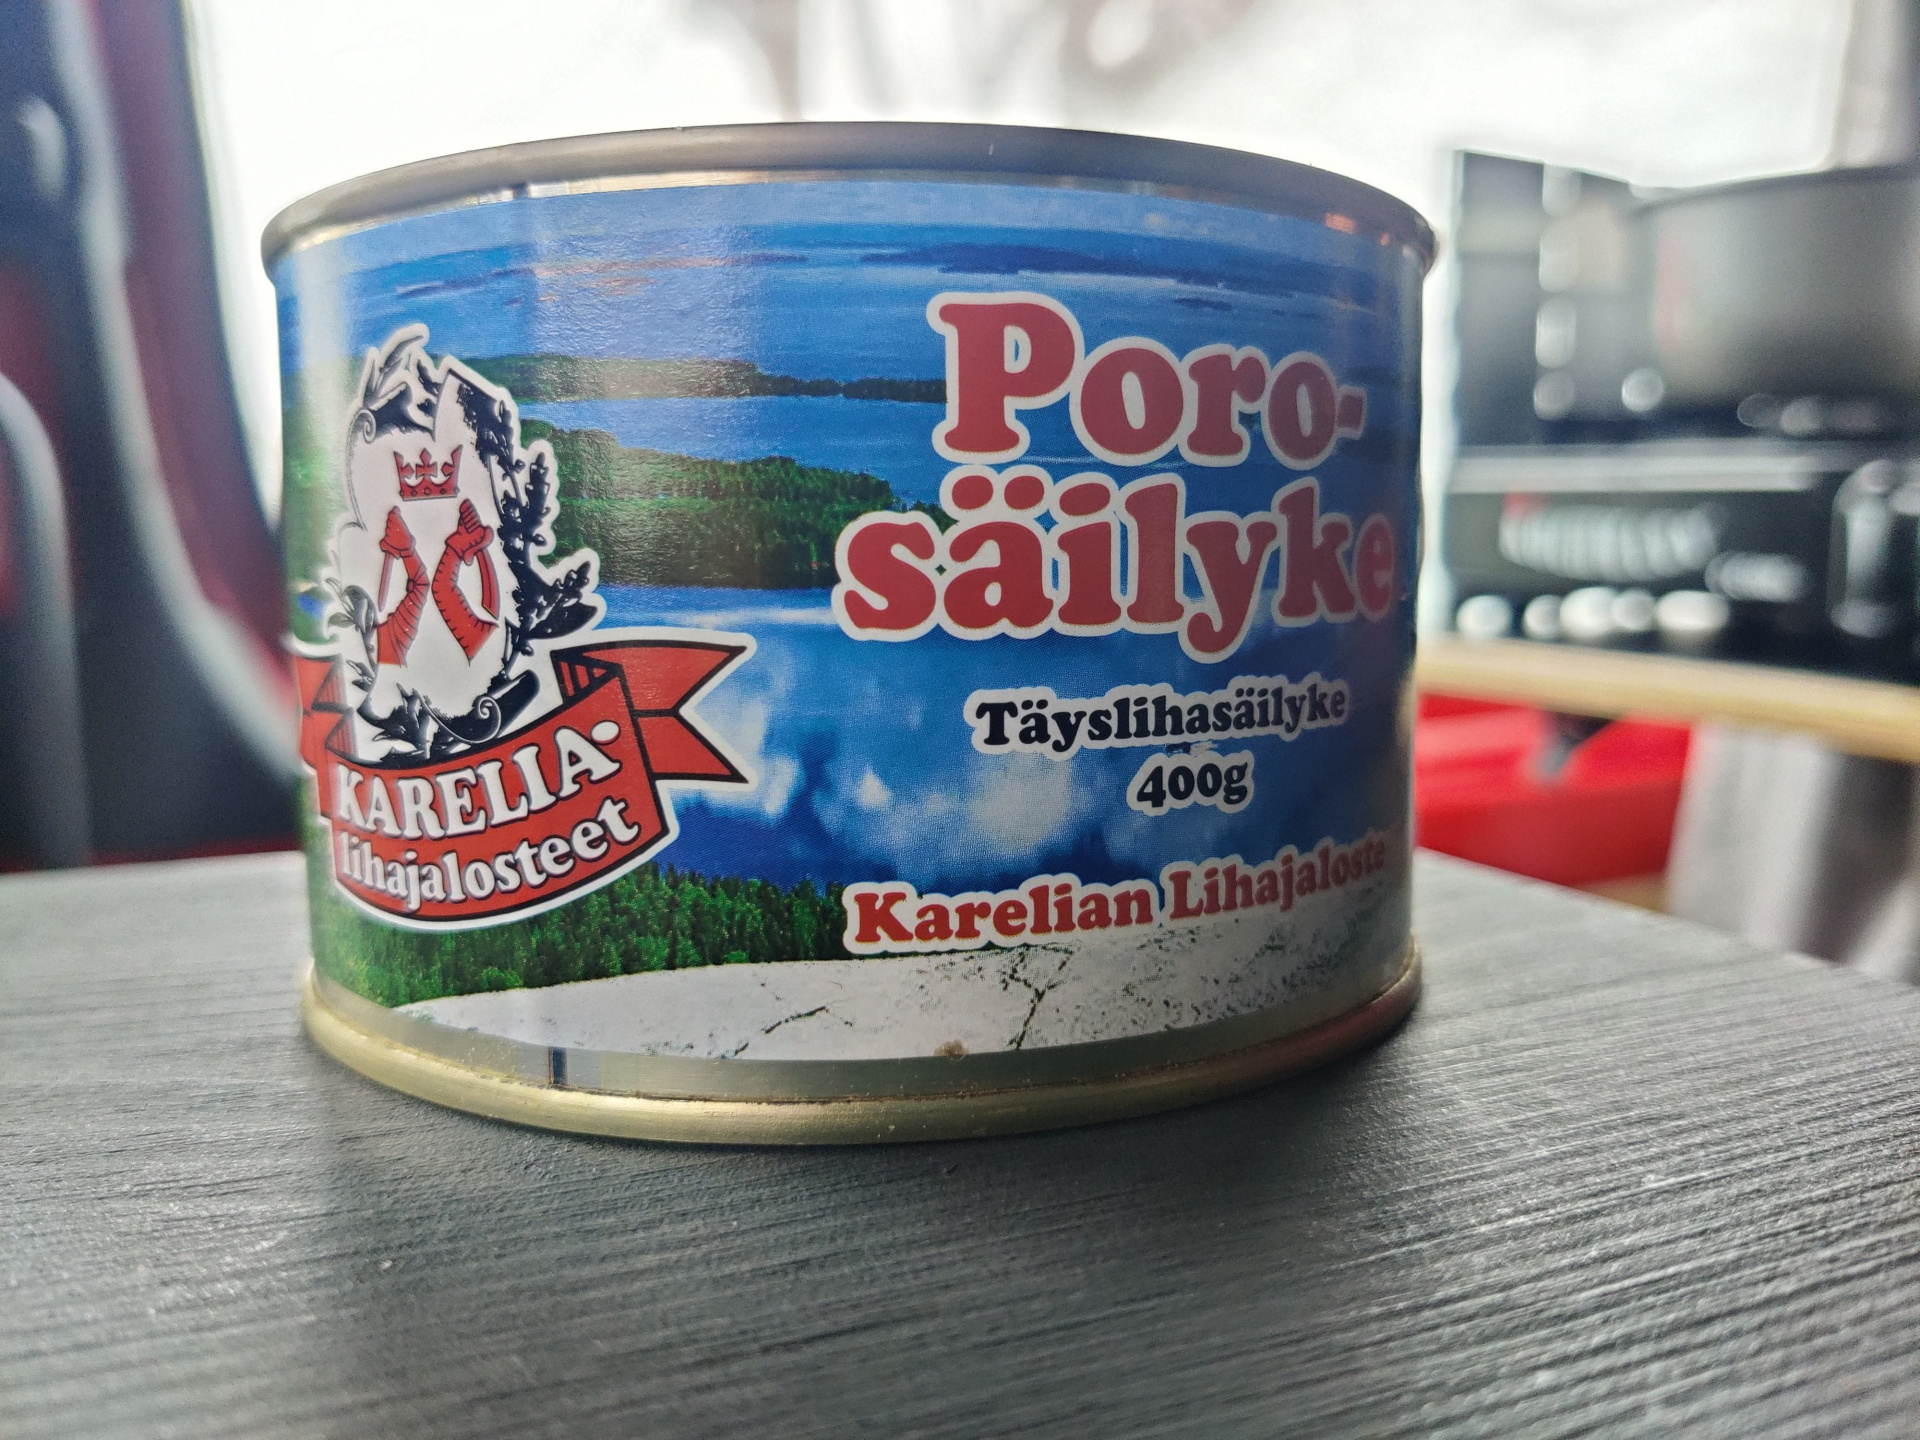 KARELIA-
lihajalosteet
Poro-
säilyke
Täyslihasäilyke
400g
Karelian Lihajaloste